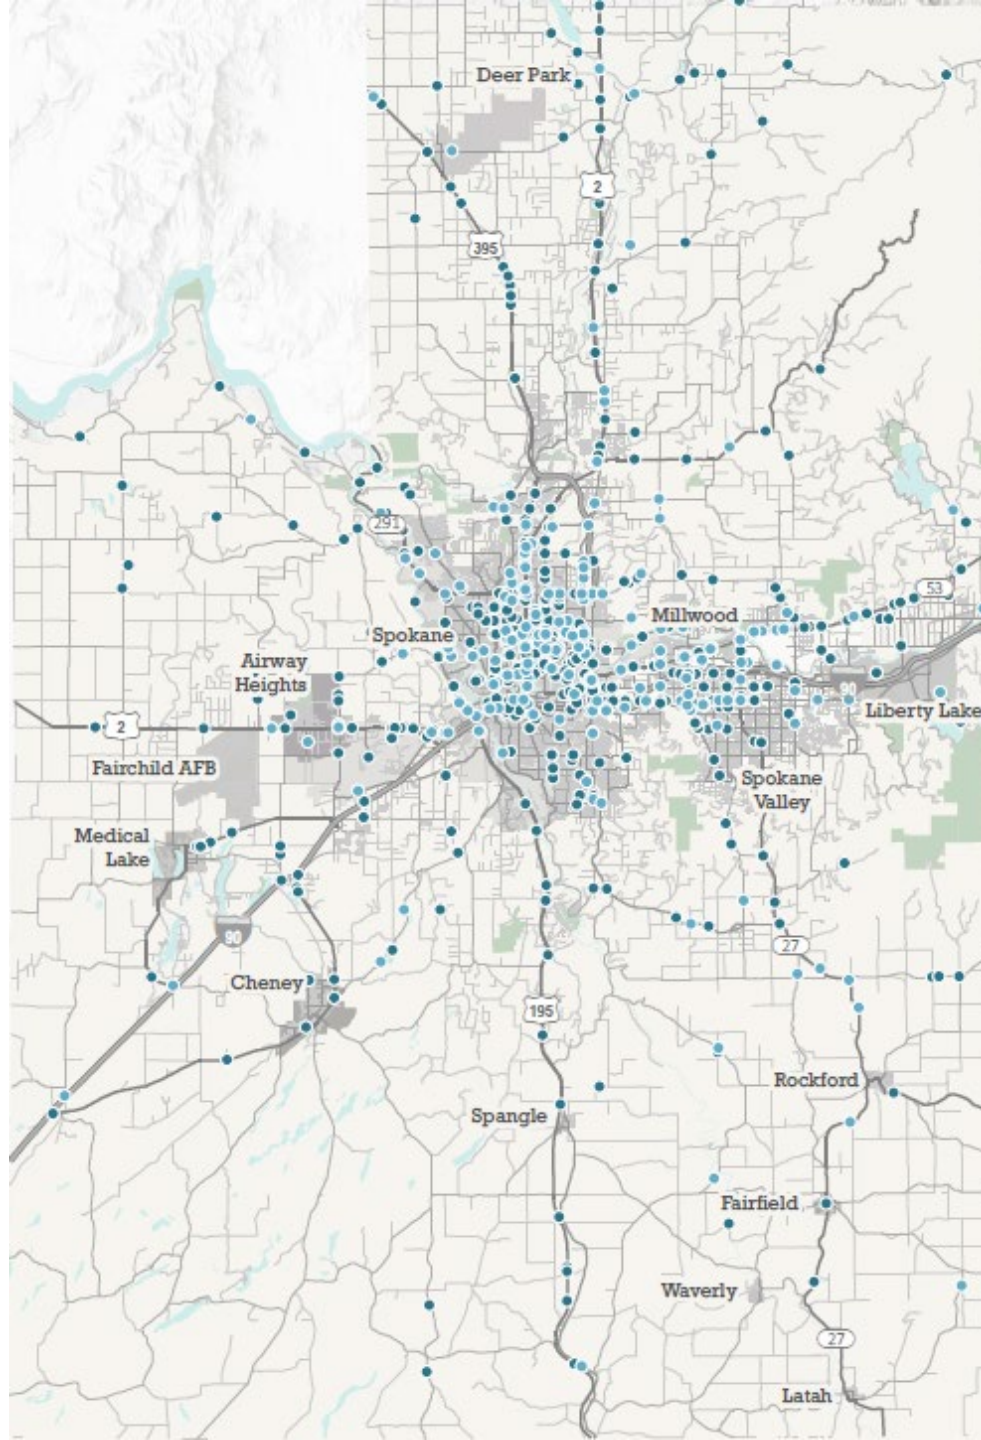 Deer Park
2
395
291
53
Millwood
Spokane
Airway
Heights
90
Liberty Lake
2
Fairchild AFB
Spokane
Valley
Medical
Lake
90
27
Cheney
195
Rockford
Spangle
Fairfield
Waverly
27
Latah